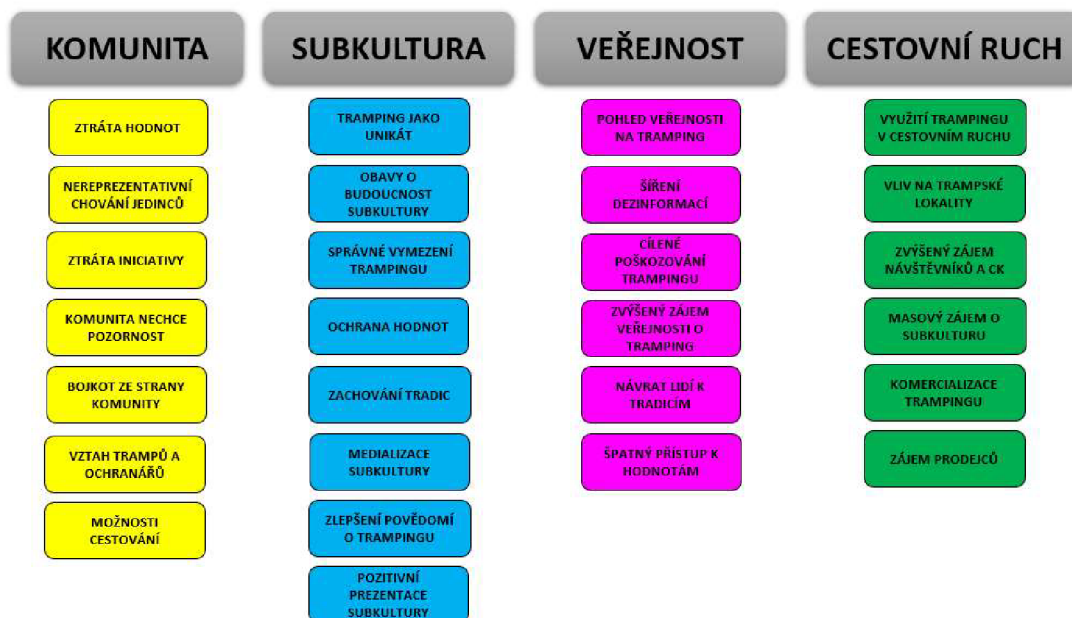 KOMUNITA
ZTRÁTA HODNOT
NEREPREZENTATIVNÍ
CHOVÁNÍ JEDINCŮ
ZTRÁTA INICIATIVY
KOMUNITA NECHCE
POZORNOST
BOJKOT ZE STRANY
KOMUNITY
VZTAH TRAMPŮ A
OCHRANÁŘŮ
MOŽNOSTI
CESTOVÁNÍ
SUBKULTURA
TRAMPING JAKO
UNIKÁT
OBAVY O
BUDOUCNOST
SUBKULTURY
SPRÁVNÉ VYMEZENÍ
TRAMPINGU
OCHRANA HODNOT
ZACHOVÁNÍ TRADIC
MEDIALIZACE
SUBKULTURY
ZLEPŠENÍ POVĚDOMÍ
O TRAMPINGU
POZITIVNÍ
PREZENTACE
SUBKULTURY
VEŘEJNOST
POHLED VEŘEJNOSTI
NA TRAMPING
ŠÍŘENÍ
DEZINFORMACÍ
CÍLENÉ
POŠKOZOVÁNÍ
TRAMPINGU
ZVÝŠENÝ ZÁJEM
VEŘEJNOSTI O
TRAMPING
NÁVRAT LIDÍ K
TRADICÍM
ŠPATNÝ PŘÍSTUP K
HODNOTÁM
CESTOVNÍ RUCH
VYUŽITÍ TRAMPINGU
V CESTOVNÍM RUCHU
VLIV NA TRAMPSKÉ
LOKALITY
ZVÝŠENÝ ZÁJEM
NÁVŠTĚVNÍKŮ A CK
MASOVÝ ZÁJEM O
SUBKULTURU
KOMERCIALIZACE
TRAMPINGU
ZÁJEM PRODEJCŮ